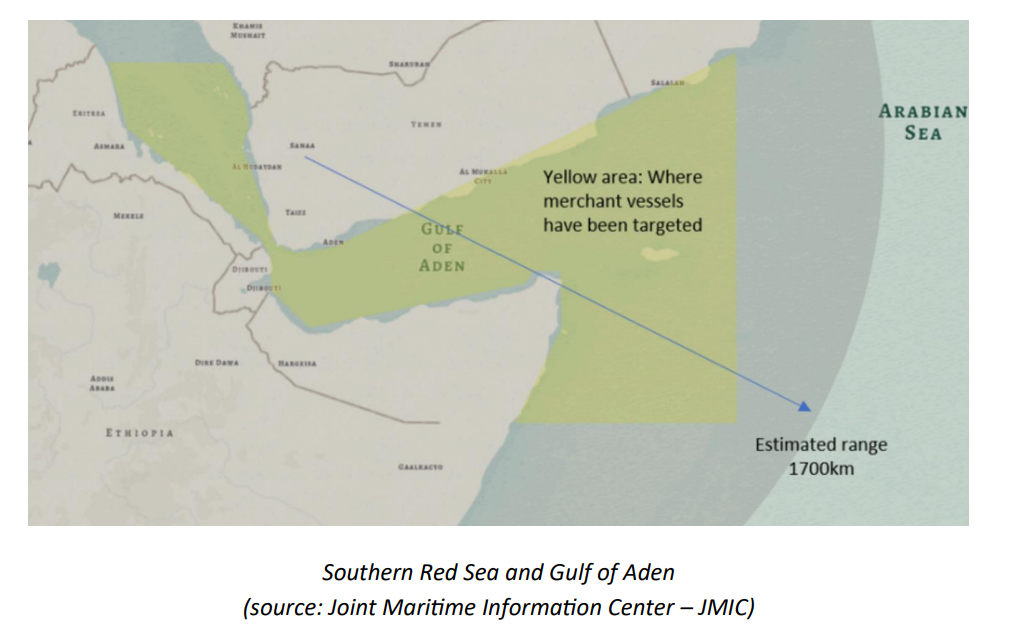 KHAMIS
MUSHAIT
SHARURAH
SALALAH
ARABIAN
SEA
ERITREA
YEMEN
ASMARA
SANAA
AL HUDAYDAH
AL MUKALLA
CITY
Yellow area: Where
merchant vessels
have been targeted
MEKELE
TAIZZ
ADEN
GULF
OF
ADEN
DJIBOUTI
DJIBOUTI
DIRE DAWA
HARGEISA
ADDIS
ABABA
ETHIOPIA
GAALKACYO
Estimated range
1700km
Southern Red Sea and Gulf of Aden
(source: Joint Maritime Information Center – JMIC)